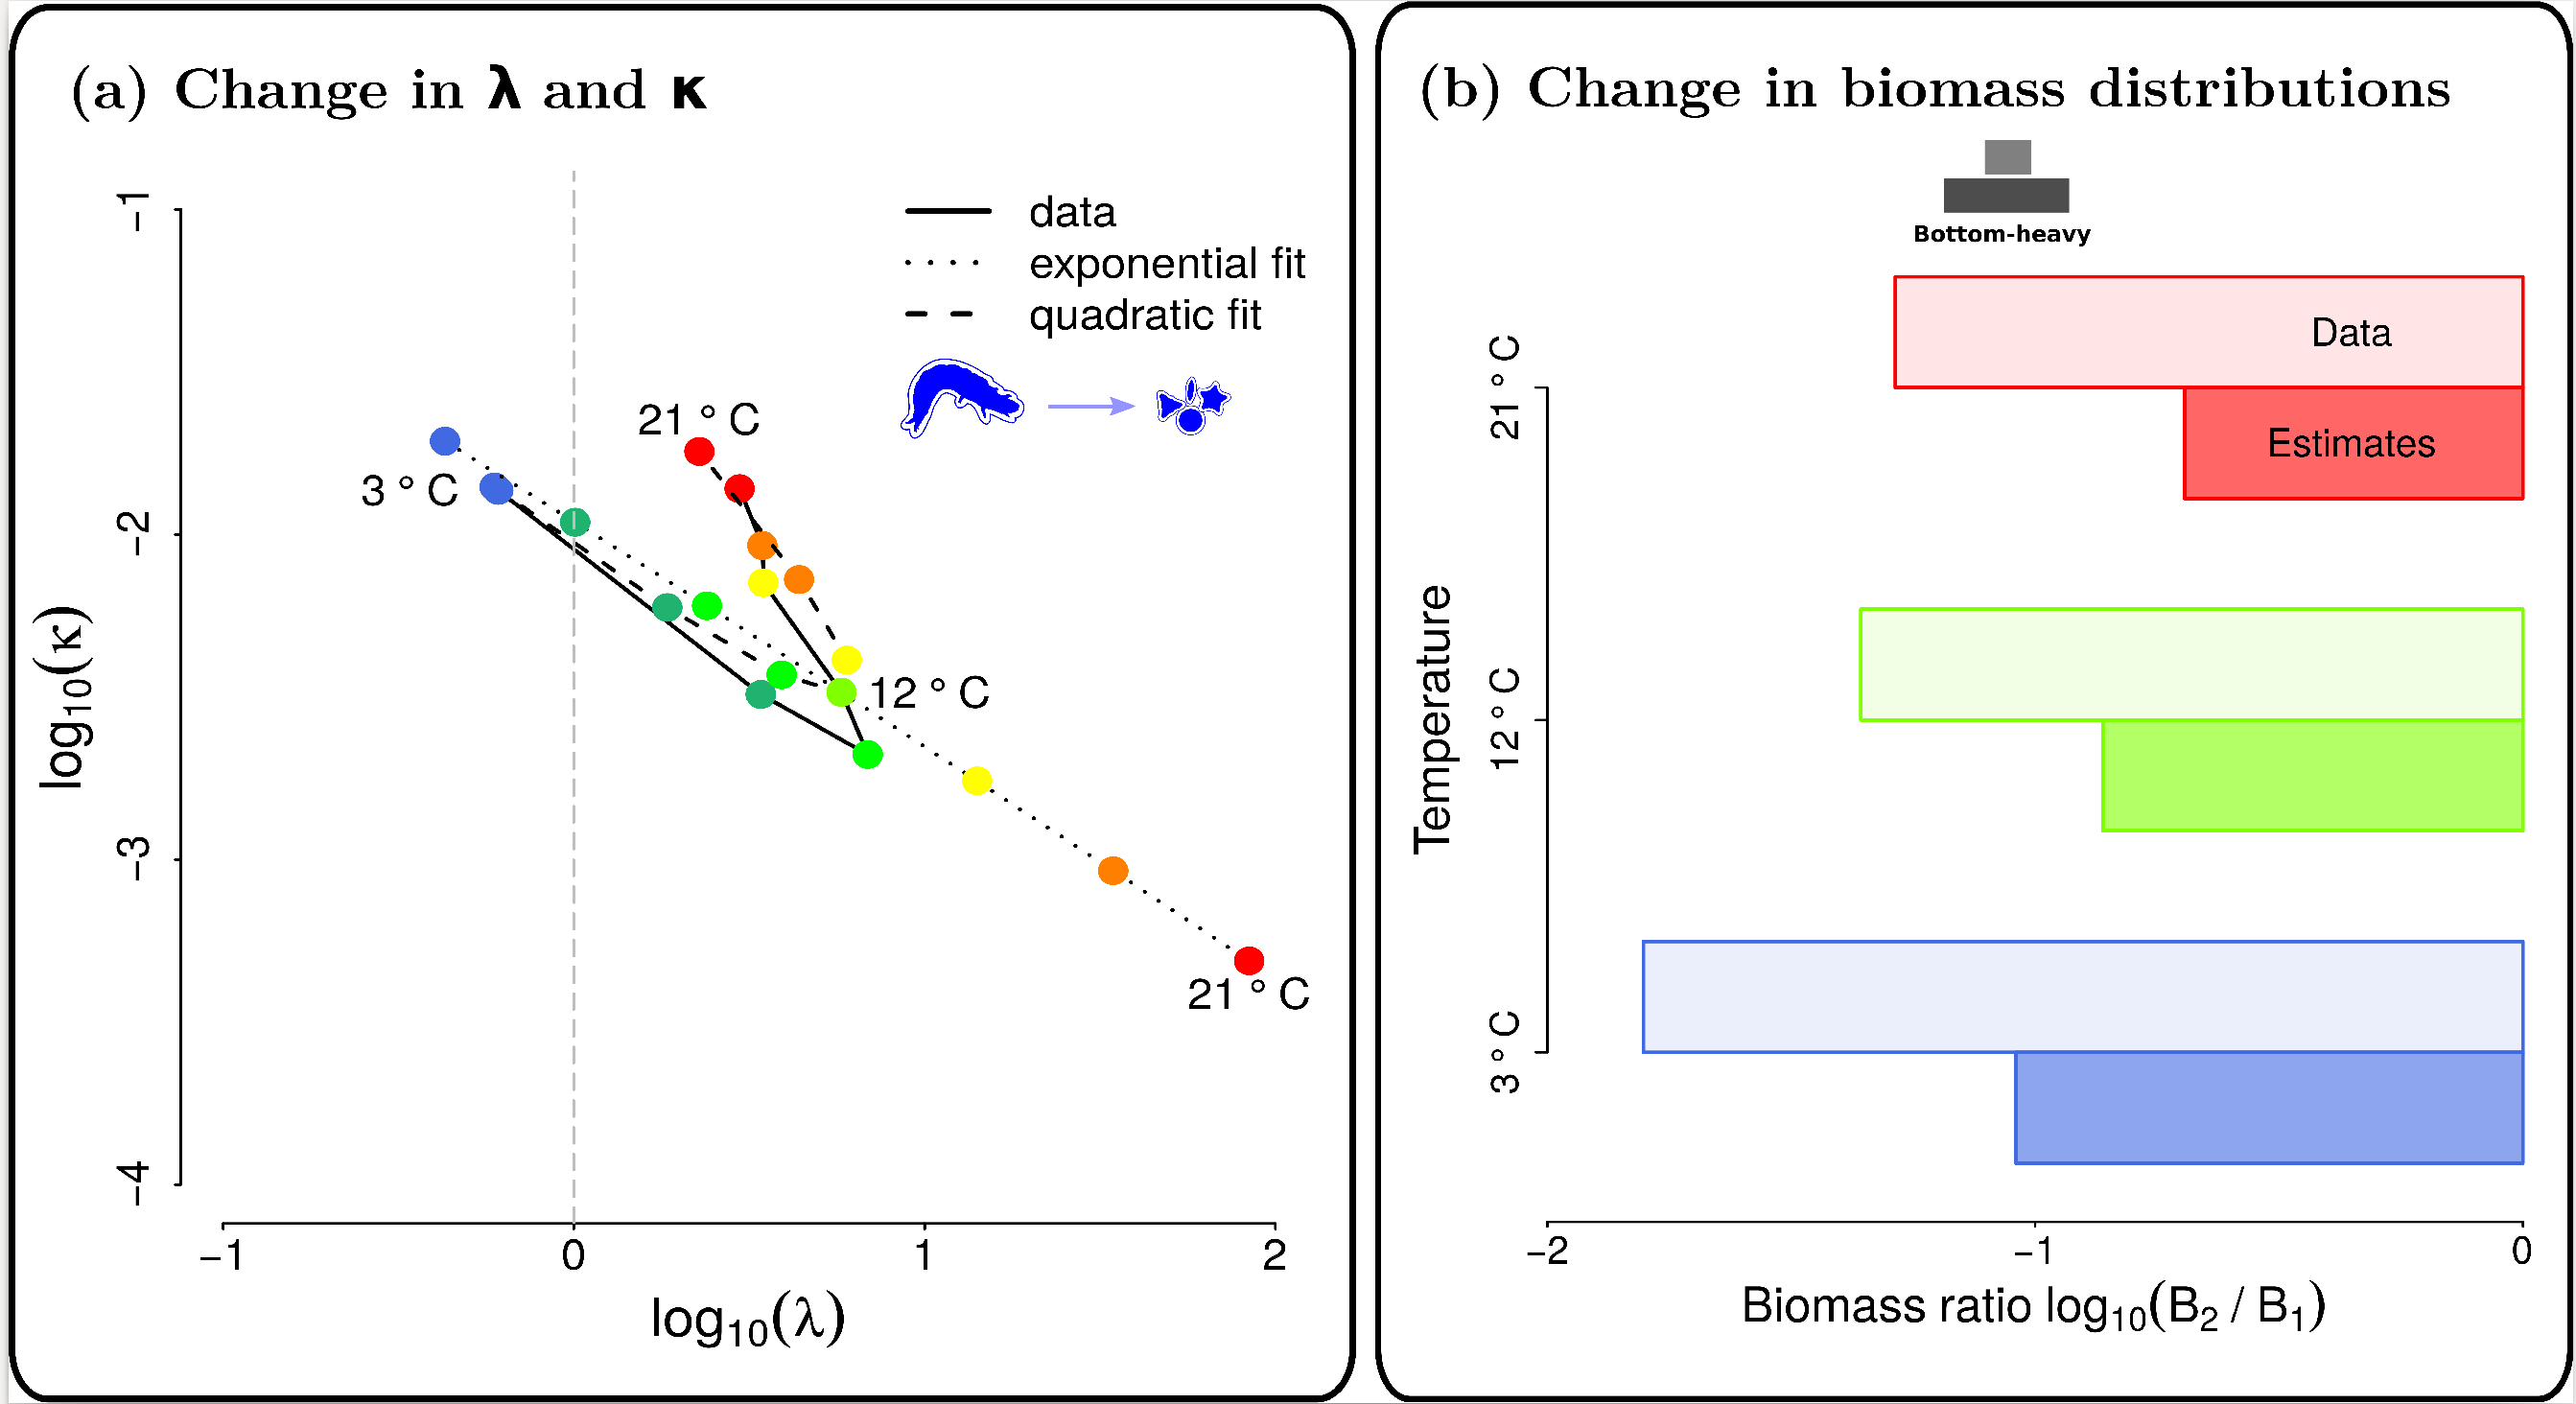 (a) Change in λ and κ
data
exponential fit
quadratic fit
21 ° C
3 ° C
12 ° C
21 ° C
−1
−2
−3
−4
log10(κ)
−1 0 1 2
log10(λ)
(b) Change in biomass distributions
Bottom-heavy
Data
Estimates
21 ° C
12 ° C
3 ° C
Temperature
−2 −1 0
Biomass ratio log10(B2 / B1)